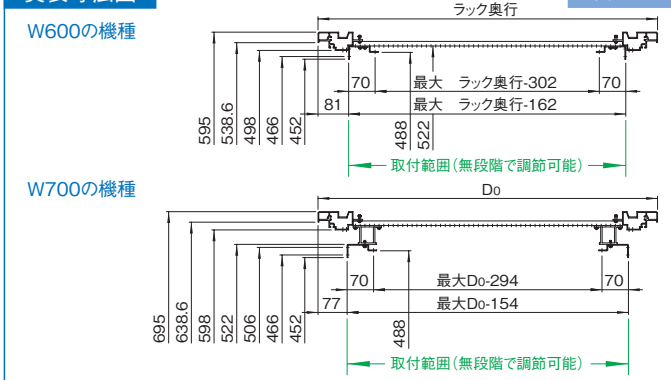 W600の機種
ラック奥行
70
最大 ラック奥行-302
70
81
最大 ラック奥行-162
595
538.6
498
466
452
488
522
取付範囲(無段階で調節可能)
W700の機種
D0
70
最大D0-294
70
77
最大D0-154
695
638.6
598
522
506
466
452
488
取付範囲(無段階で調節可能)